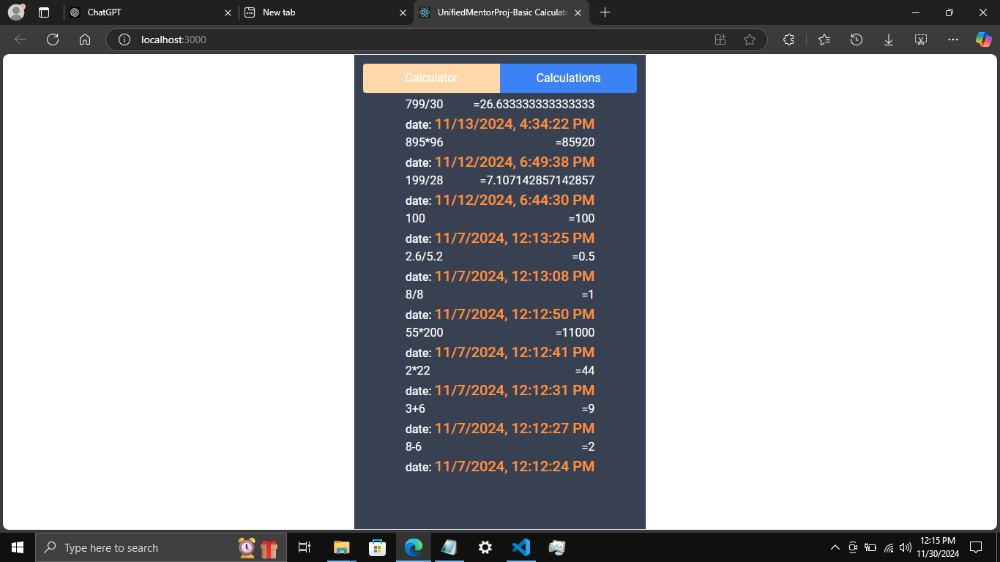 ChatGPT
New tab
UnifiedMentorProj-Basic Calculat
localhost:3000
Calculator
Calculations
799/30 =26.633333333333333
date: 11/13/2024, 4:34:22 PM
895*96 =85920
date: 11/12/2024, 6:49:38 PM
199/28 =7.107142857142857
date: 11/12/2024, 6:44:30 PM
100 =100
date: 11/7/2024, 12:13:25 PM
2.6/5.2 =0.5
date: 11/7/2024, 12:13:08 PM
8/8 =1
date: 11/7/2024, 12:12:50 PM
55*200 =11000
date: 11/7/2024, 12:12:41 PM
2*22 =44
date: 11/7/2024, 12:12:31 PM
3+6 =9
date: 11/7/2024, 12:12:27 PM
8-6 =2
date: 11/7/2024, 12:12:24 PM
Type here to search
12:15 PM
11/30/2024